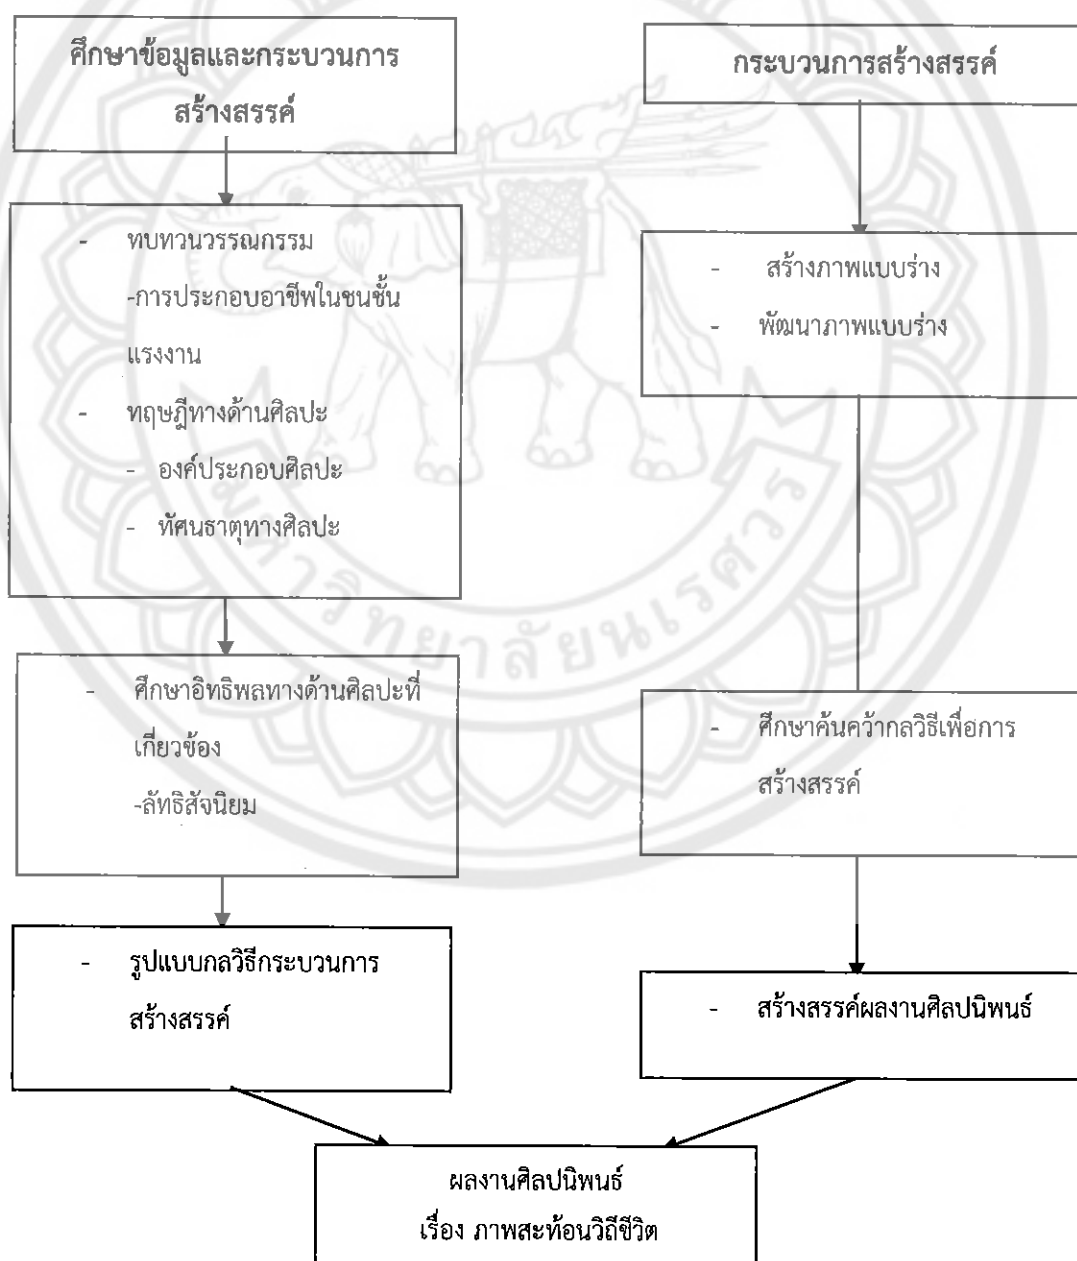 ศึกษาข้อมูลและกระบวนการ
สร้างสรรค์
- ทบทวนวรรณกรรม
-การประกอบอาชีพในชนชั้น
แรงงาน
- ทฤษฎีทางด้านศิลปะ
- องค์ประกอบศิลปะ
- ทัศนธาตุทางศิลปะ
- ศึกษาอิทธิพลทางด้านศิลปะที่
เกี่ยวข้อง
-ลัทธิสัจนิยม
- รูปแบบกลวิธีกระบวนการ
สร้างสรรค์
กระบวนการสร้างสรรค์
- สร้างภาพแบบร่าง
- พัฒนาภาพแบบร่าง
- ศึกษาค้นคว้ากลวิธีเพื่อการ
สร้างสรรค์
- สร้างสรรค์ผลงานศิลปนิพนธ์
ผลงานศิลปนิพนธ์
เรื่อง ภาพสะท้อนวิถีชีวิต
มหาวิทยาลัยนเรศวร